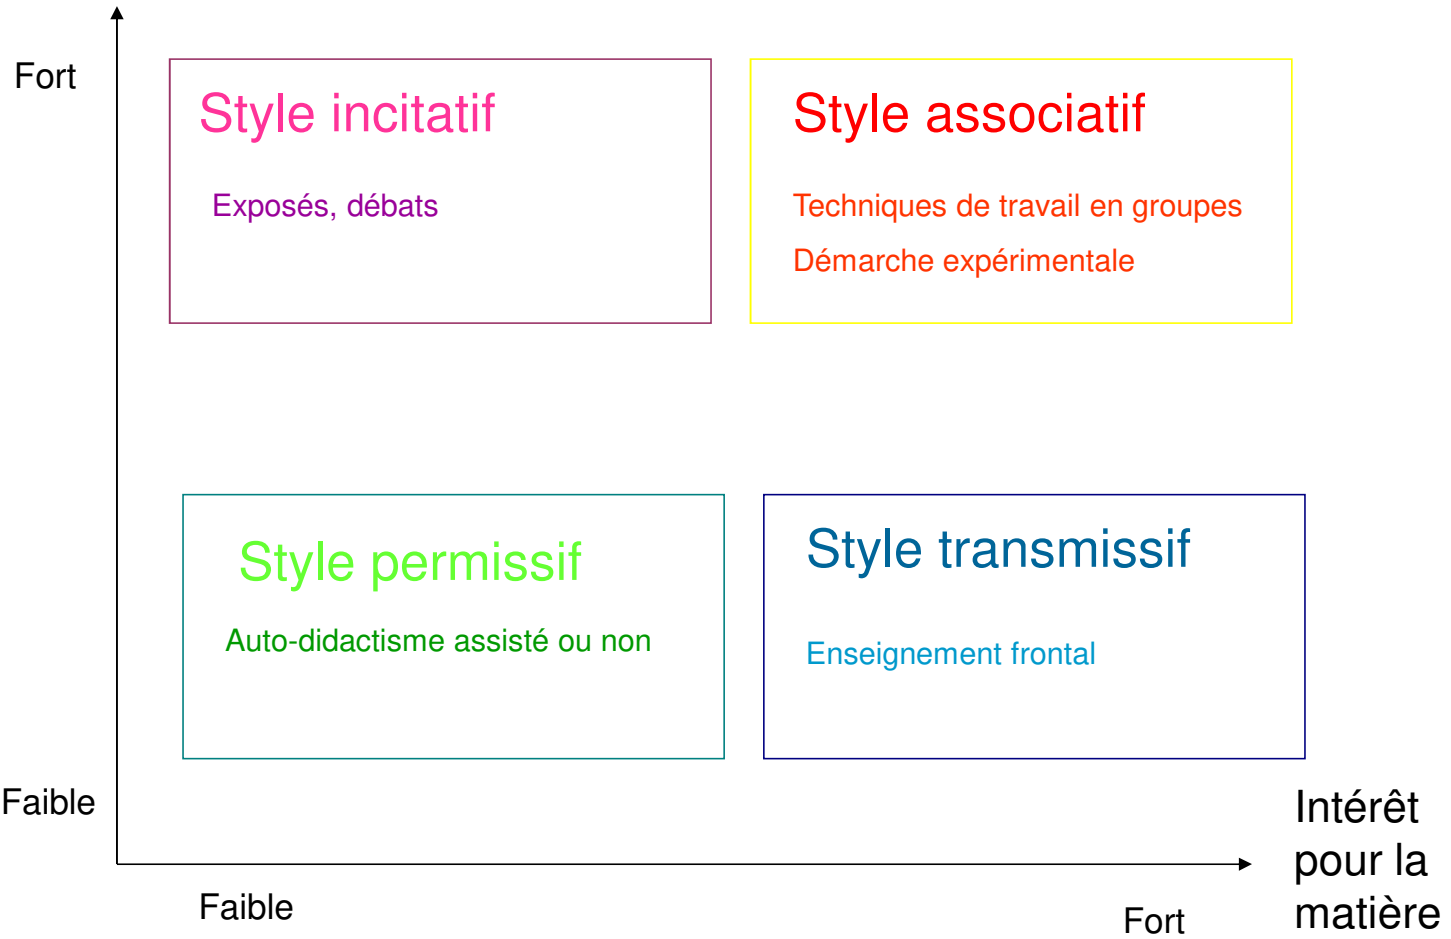 Fort
Style incitatif
Exposés, débats
Style associatif
Techniques de travail en groupes
Démarche expérimentale
Style permissif
Auto-didactisme assisté ou non
Style transmissif
Enseignement frontal
Faible
Faible
Fort
Intérêt
pour la
matière